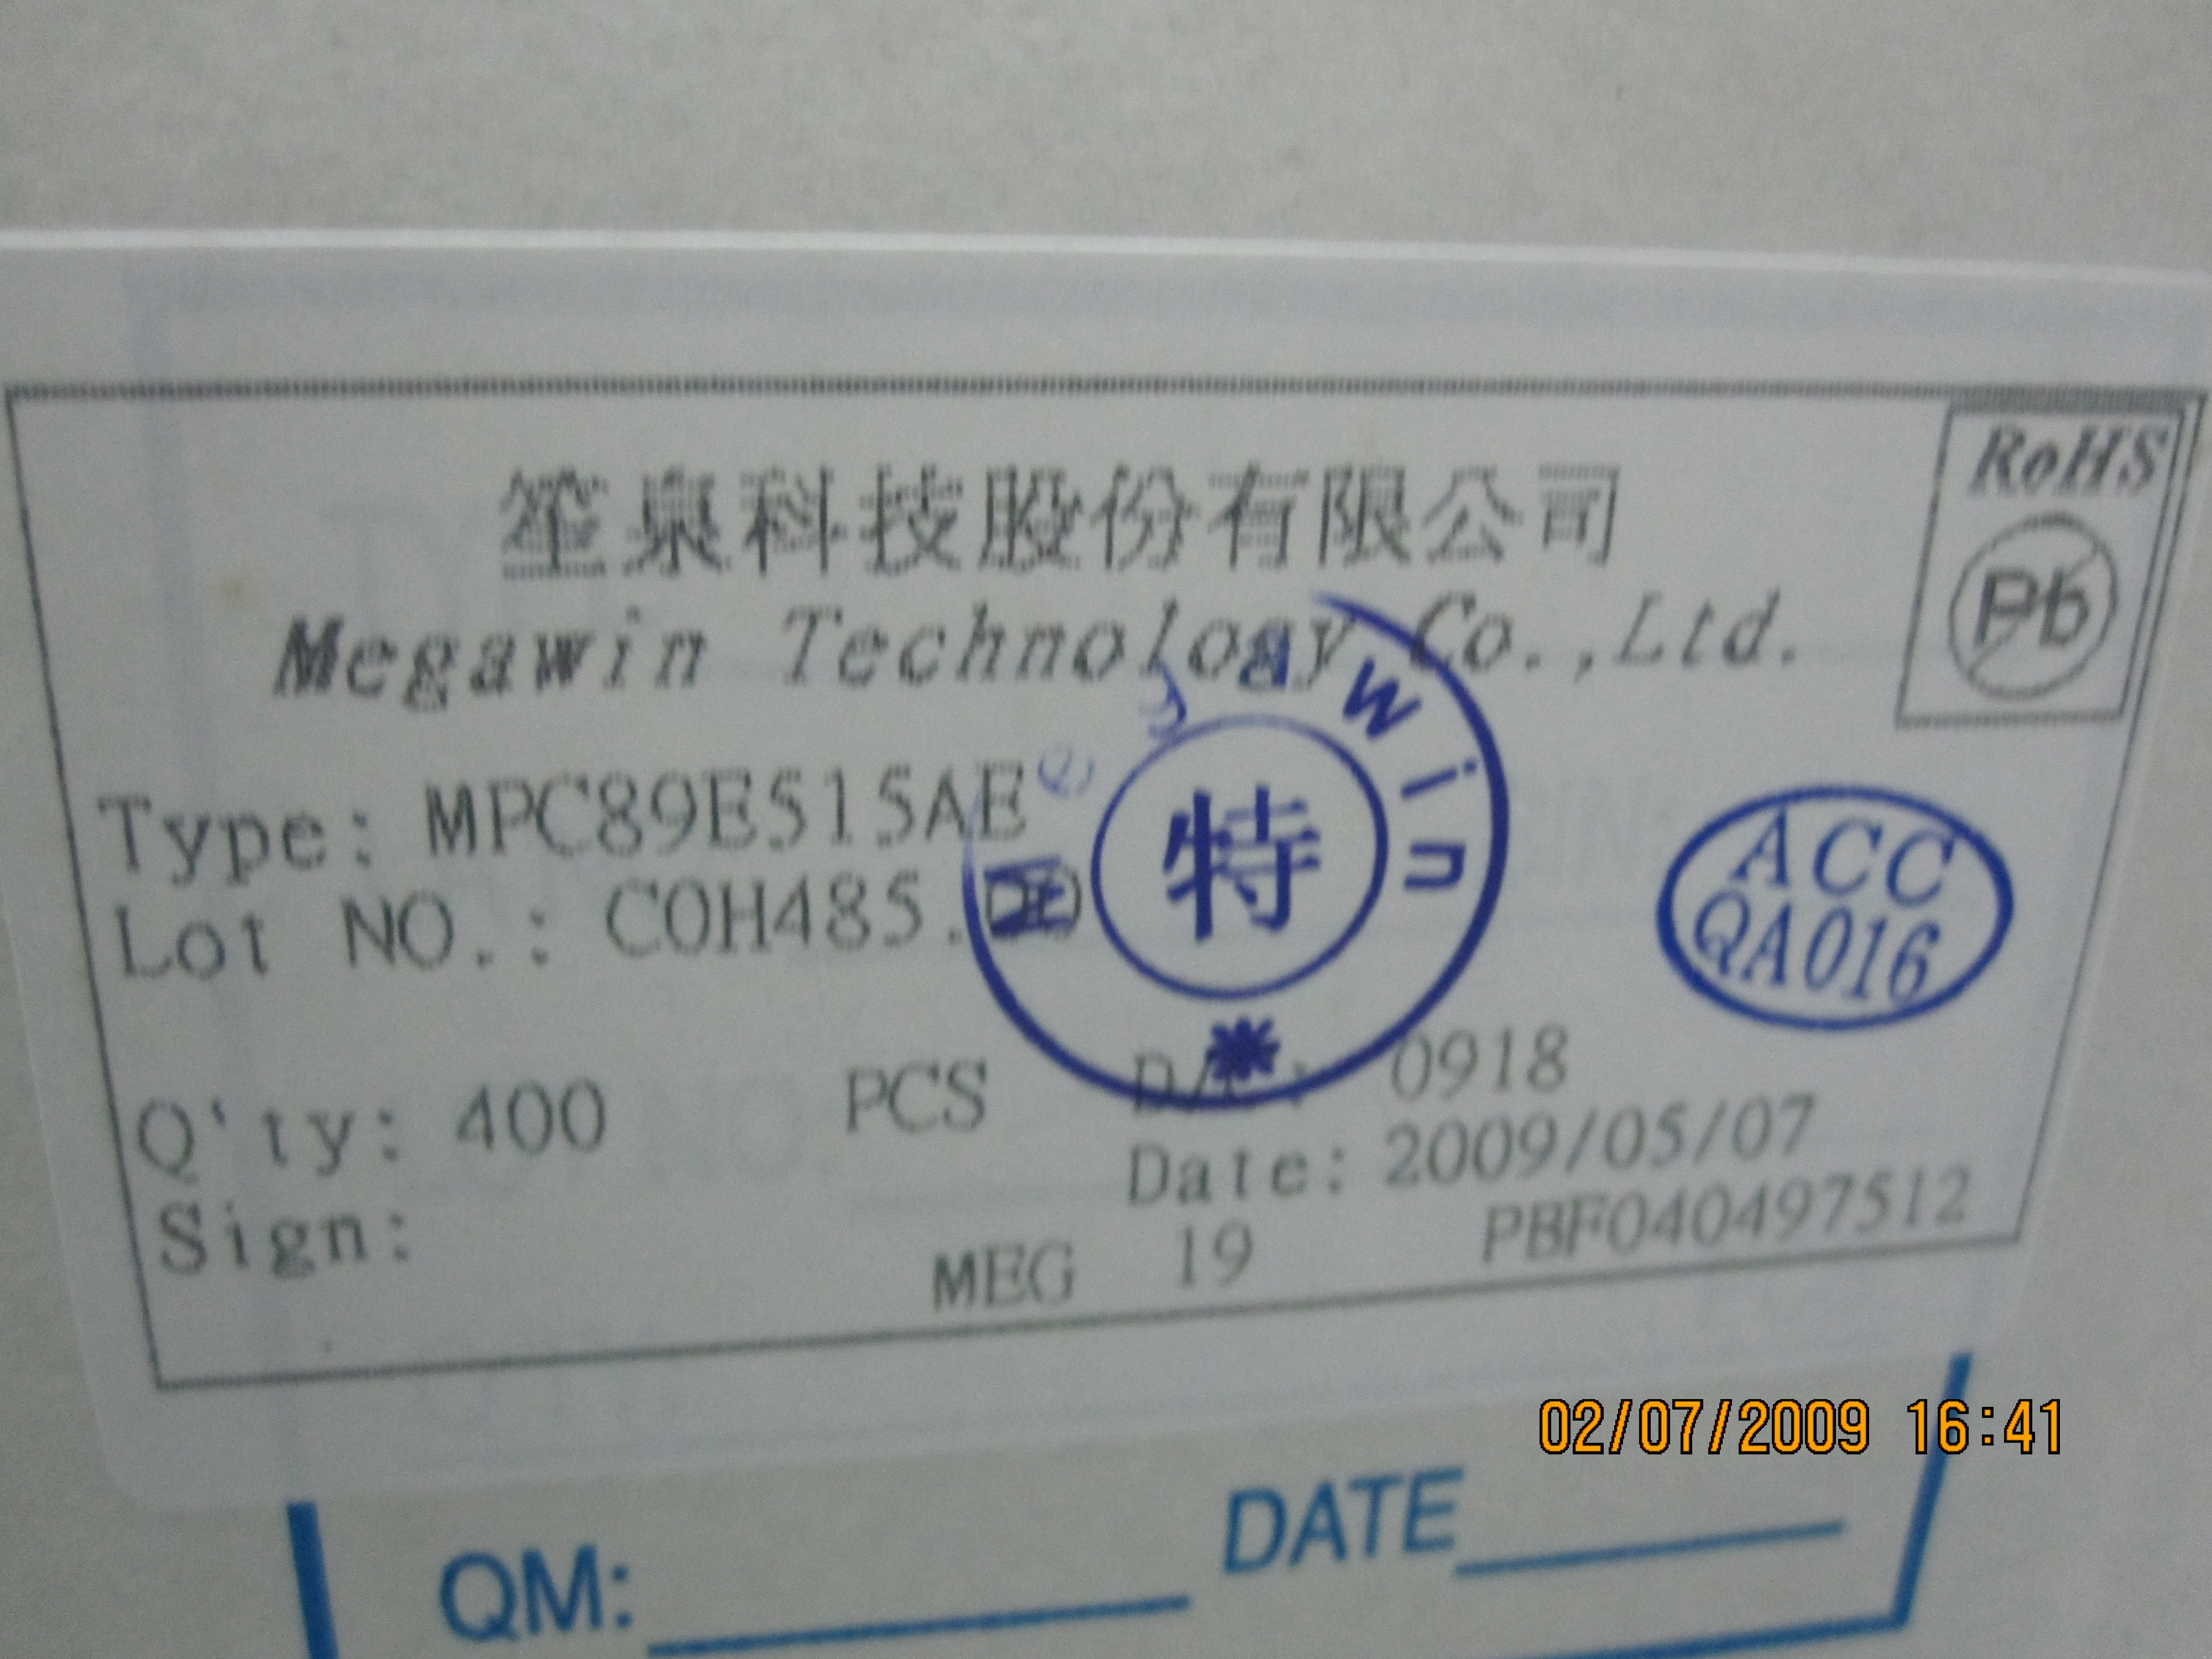 笙泉科技股份有限公司
RoHS
Pb
Megawin Technology Co.,Ltd.
Megawin
特
Type: MPC89E515AE
ACC
QA016
Lot NO.: C0H485.
Q'ty: 400 PCS D/C: 0918
Date: 2009/05/07
Sign:
MEG 19 PBF040497512
02/07/2009 16:41
QM: DATE